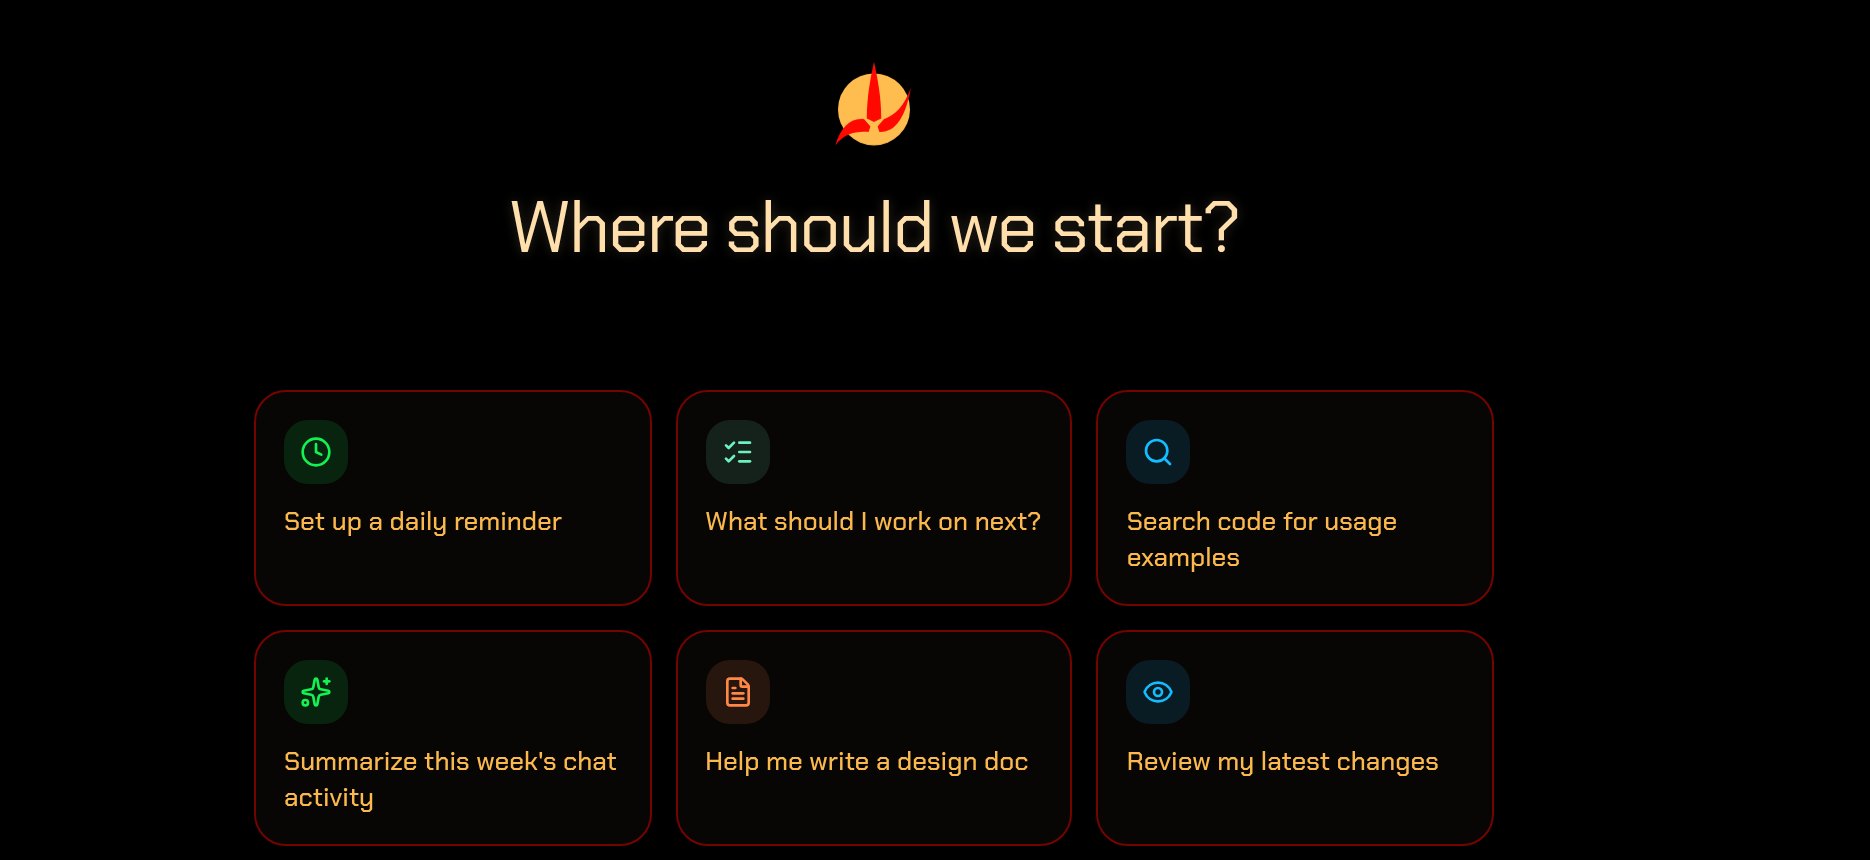 Where should we start?
Set up a daily reminder
What should I work on next?
Search code for usage
examples
Summarize this week's chat
activity
Help me write a design doc
Review my latest changes